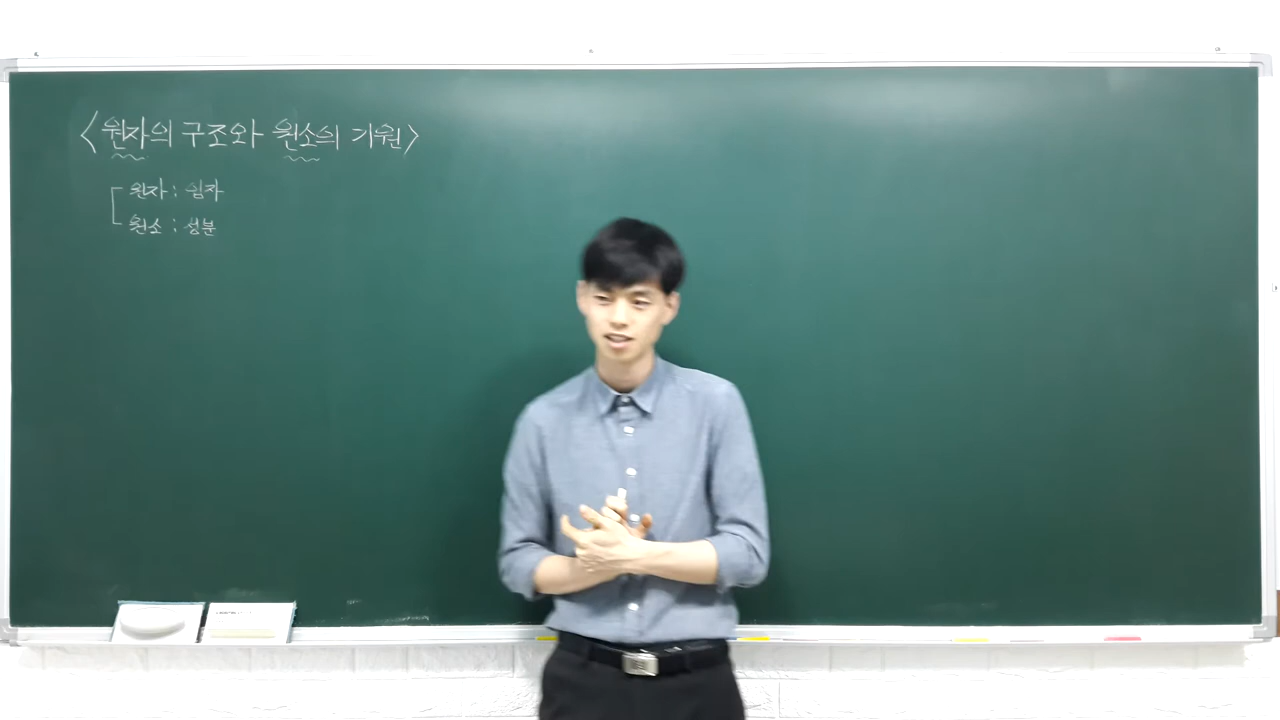 <원자의 구조와 원소의 기원>
원자 : 입자
원소 : 성분